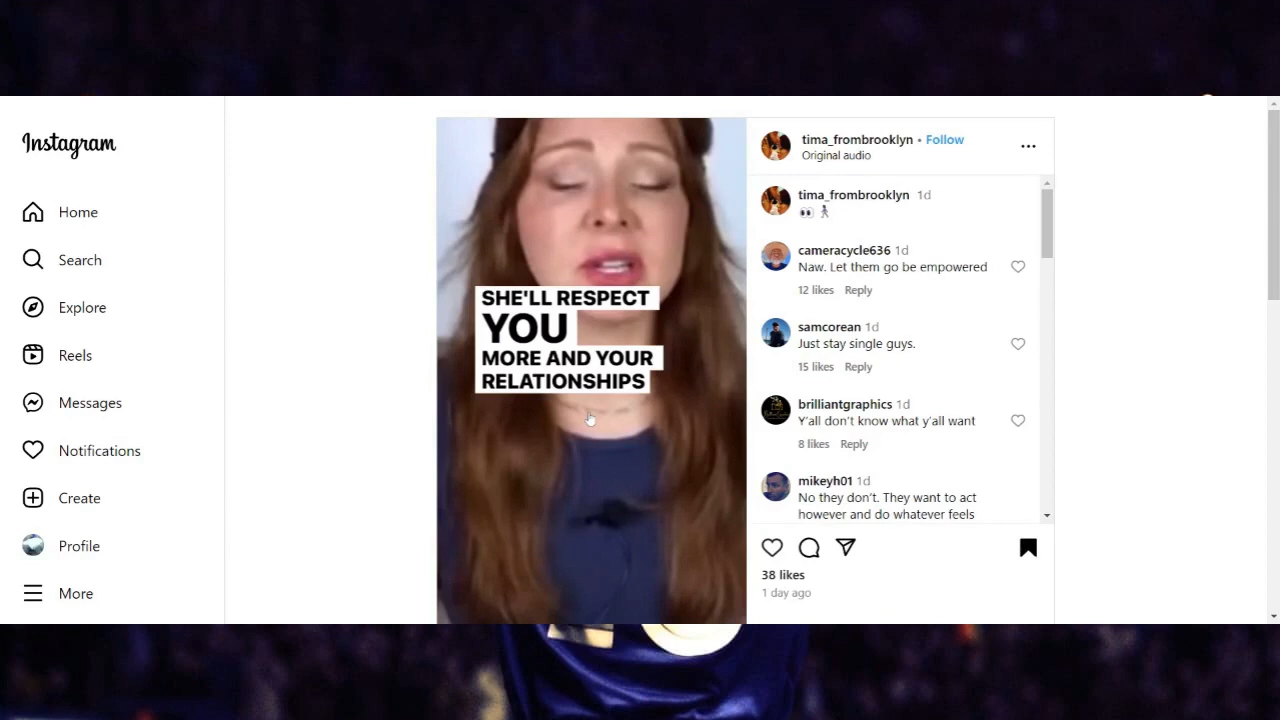 Instagram
Home
Search
Explore
Reels
Messages
Notifications
Create
Profile
More
SHE'LL RESPECT
YOU
MORE AND YOUR
RELATIONSHIPS
tima_frombrooklyn • Follow
Original audio
tima_frombrooklyn 1d
cameracycle636 1d
Naw. Let them go be empowered
12 likes Reply
samcorean 1d
Just stay single guys.
15 likes Reply
brilliantgraphics 1d
Y'all don't know what y'all want
8 likes Reply
mikeyh01 1d
No they don't. They want to act
however and do whatever feels
38 likes
1 day ago